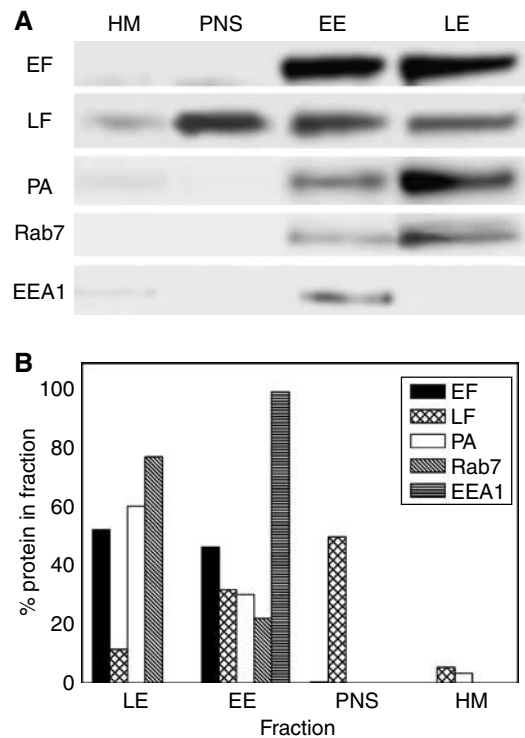 A
HM PNS EE LE
EF
LF
PA
Rab7
EEA1
B
100
80
60
40
20
0
% protein in fraction
EF
LF
PA
Rab7
EEA1
LE EE PNS HM
Fraction